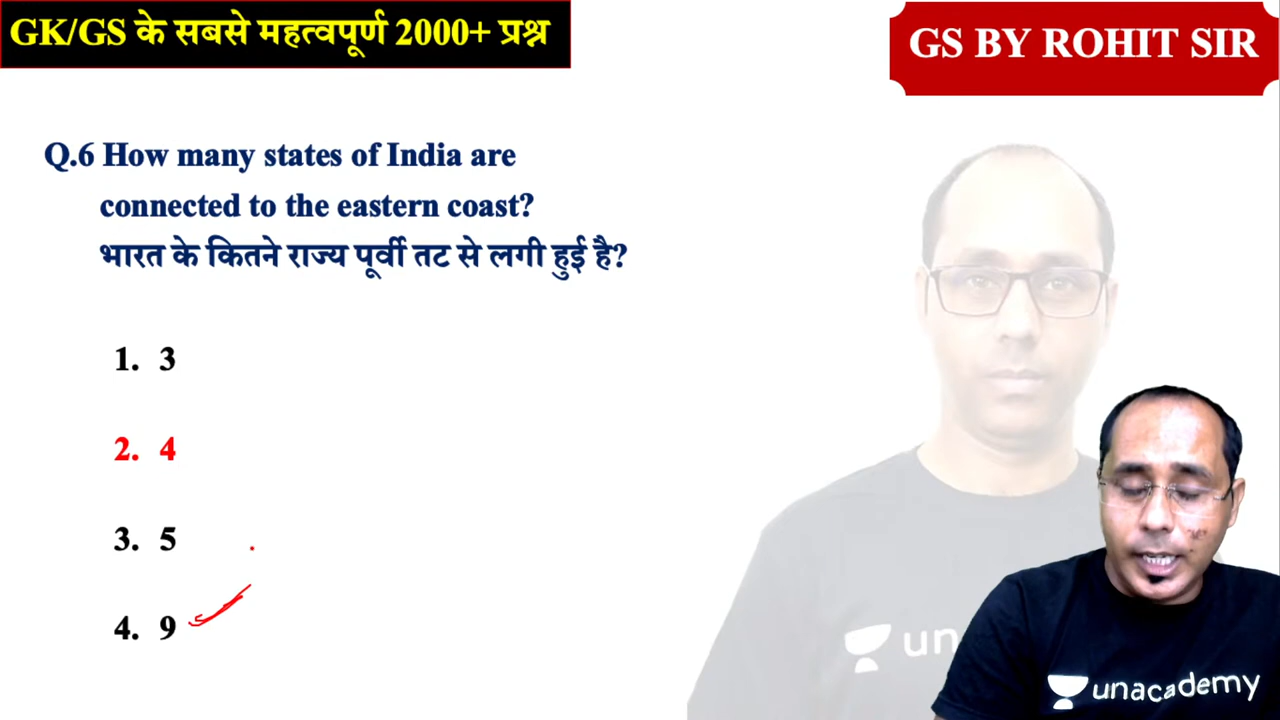 GK/GS के सबसे महत्वपूर्ण 2000+ प्रश्न
GS BY ROHIT SIR
Q.6 How many states of India are
connected to the eastern coast?
भारत के कितने राज्य पूर्वी तट से लगी हुई है?
1. 3
2. 4
3. 5
4. 9
un
unacademy